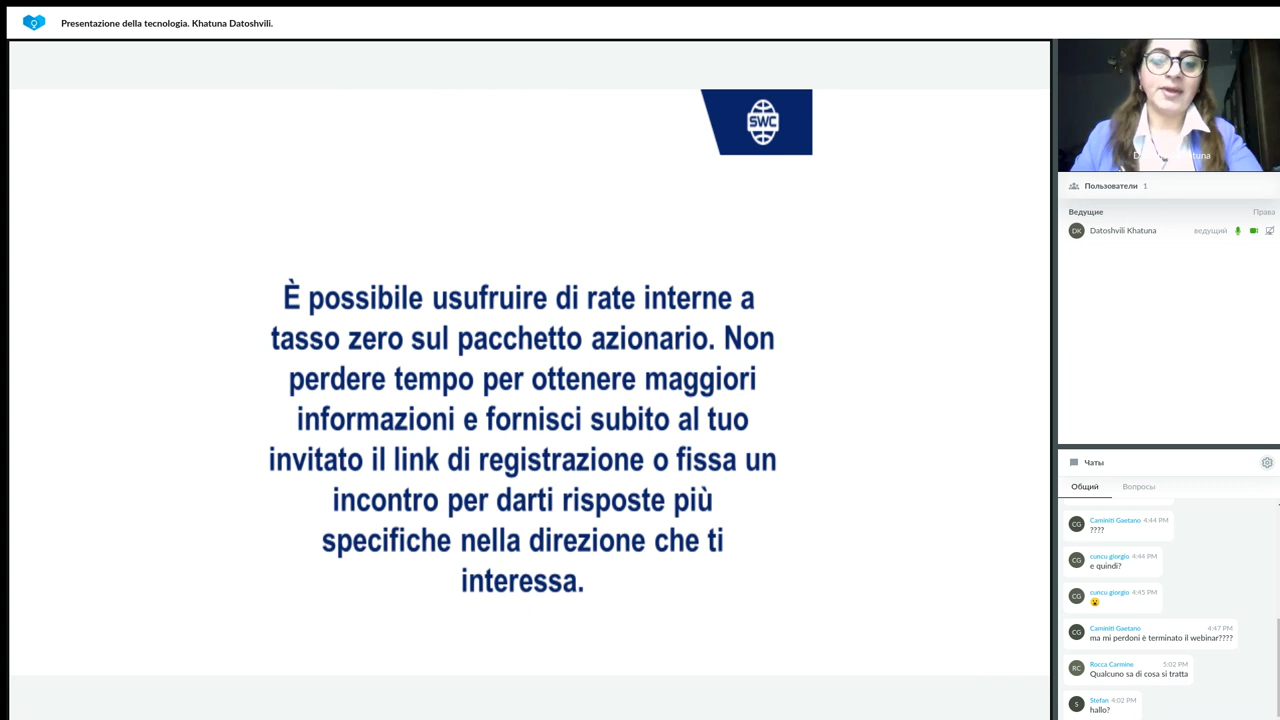 Presentazione della tecnologia. Khatuna Datoshvili.
SWC
È possibile usufruire di rate interne a
tasso zero sul pacchetto azionario. Non
perdere tempo per ottenere maggiori
informazioni e fornisci subito al tuo
invitato il link di registrazione o fissa un
incontro per darti risposte più
specifiche nella direzione che ti
interessa.
Пользователи 1
Ведущие Права
DK Datoshvili Khatuna ведущий
Чаты
Общий Вопросы
CG Caminiti Gaetano 4:44 PM
????
CG cuncu giorgio 4:44 PM
e quindi?
CG cuncu giorgio 4:45 PM
😮
CG Caminiti Gaetano 4:47 PM
ma mi perdoni è terminato il webinar????
RC Rocca Carmine 5:02 PM
Qualcuno sa di cosa si tratta
S Stefan 4:02 PM
hallo?